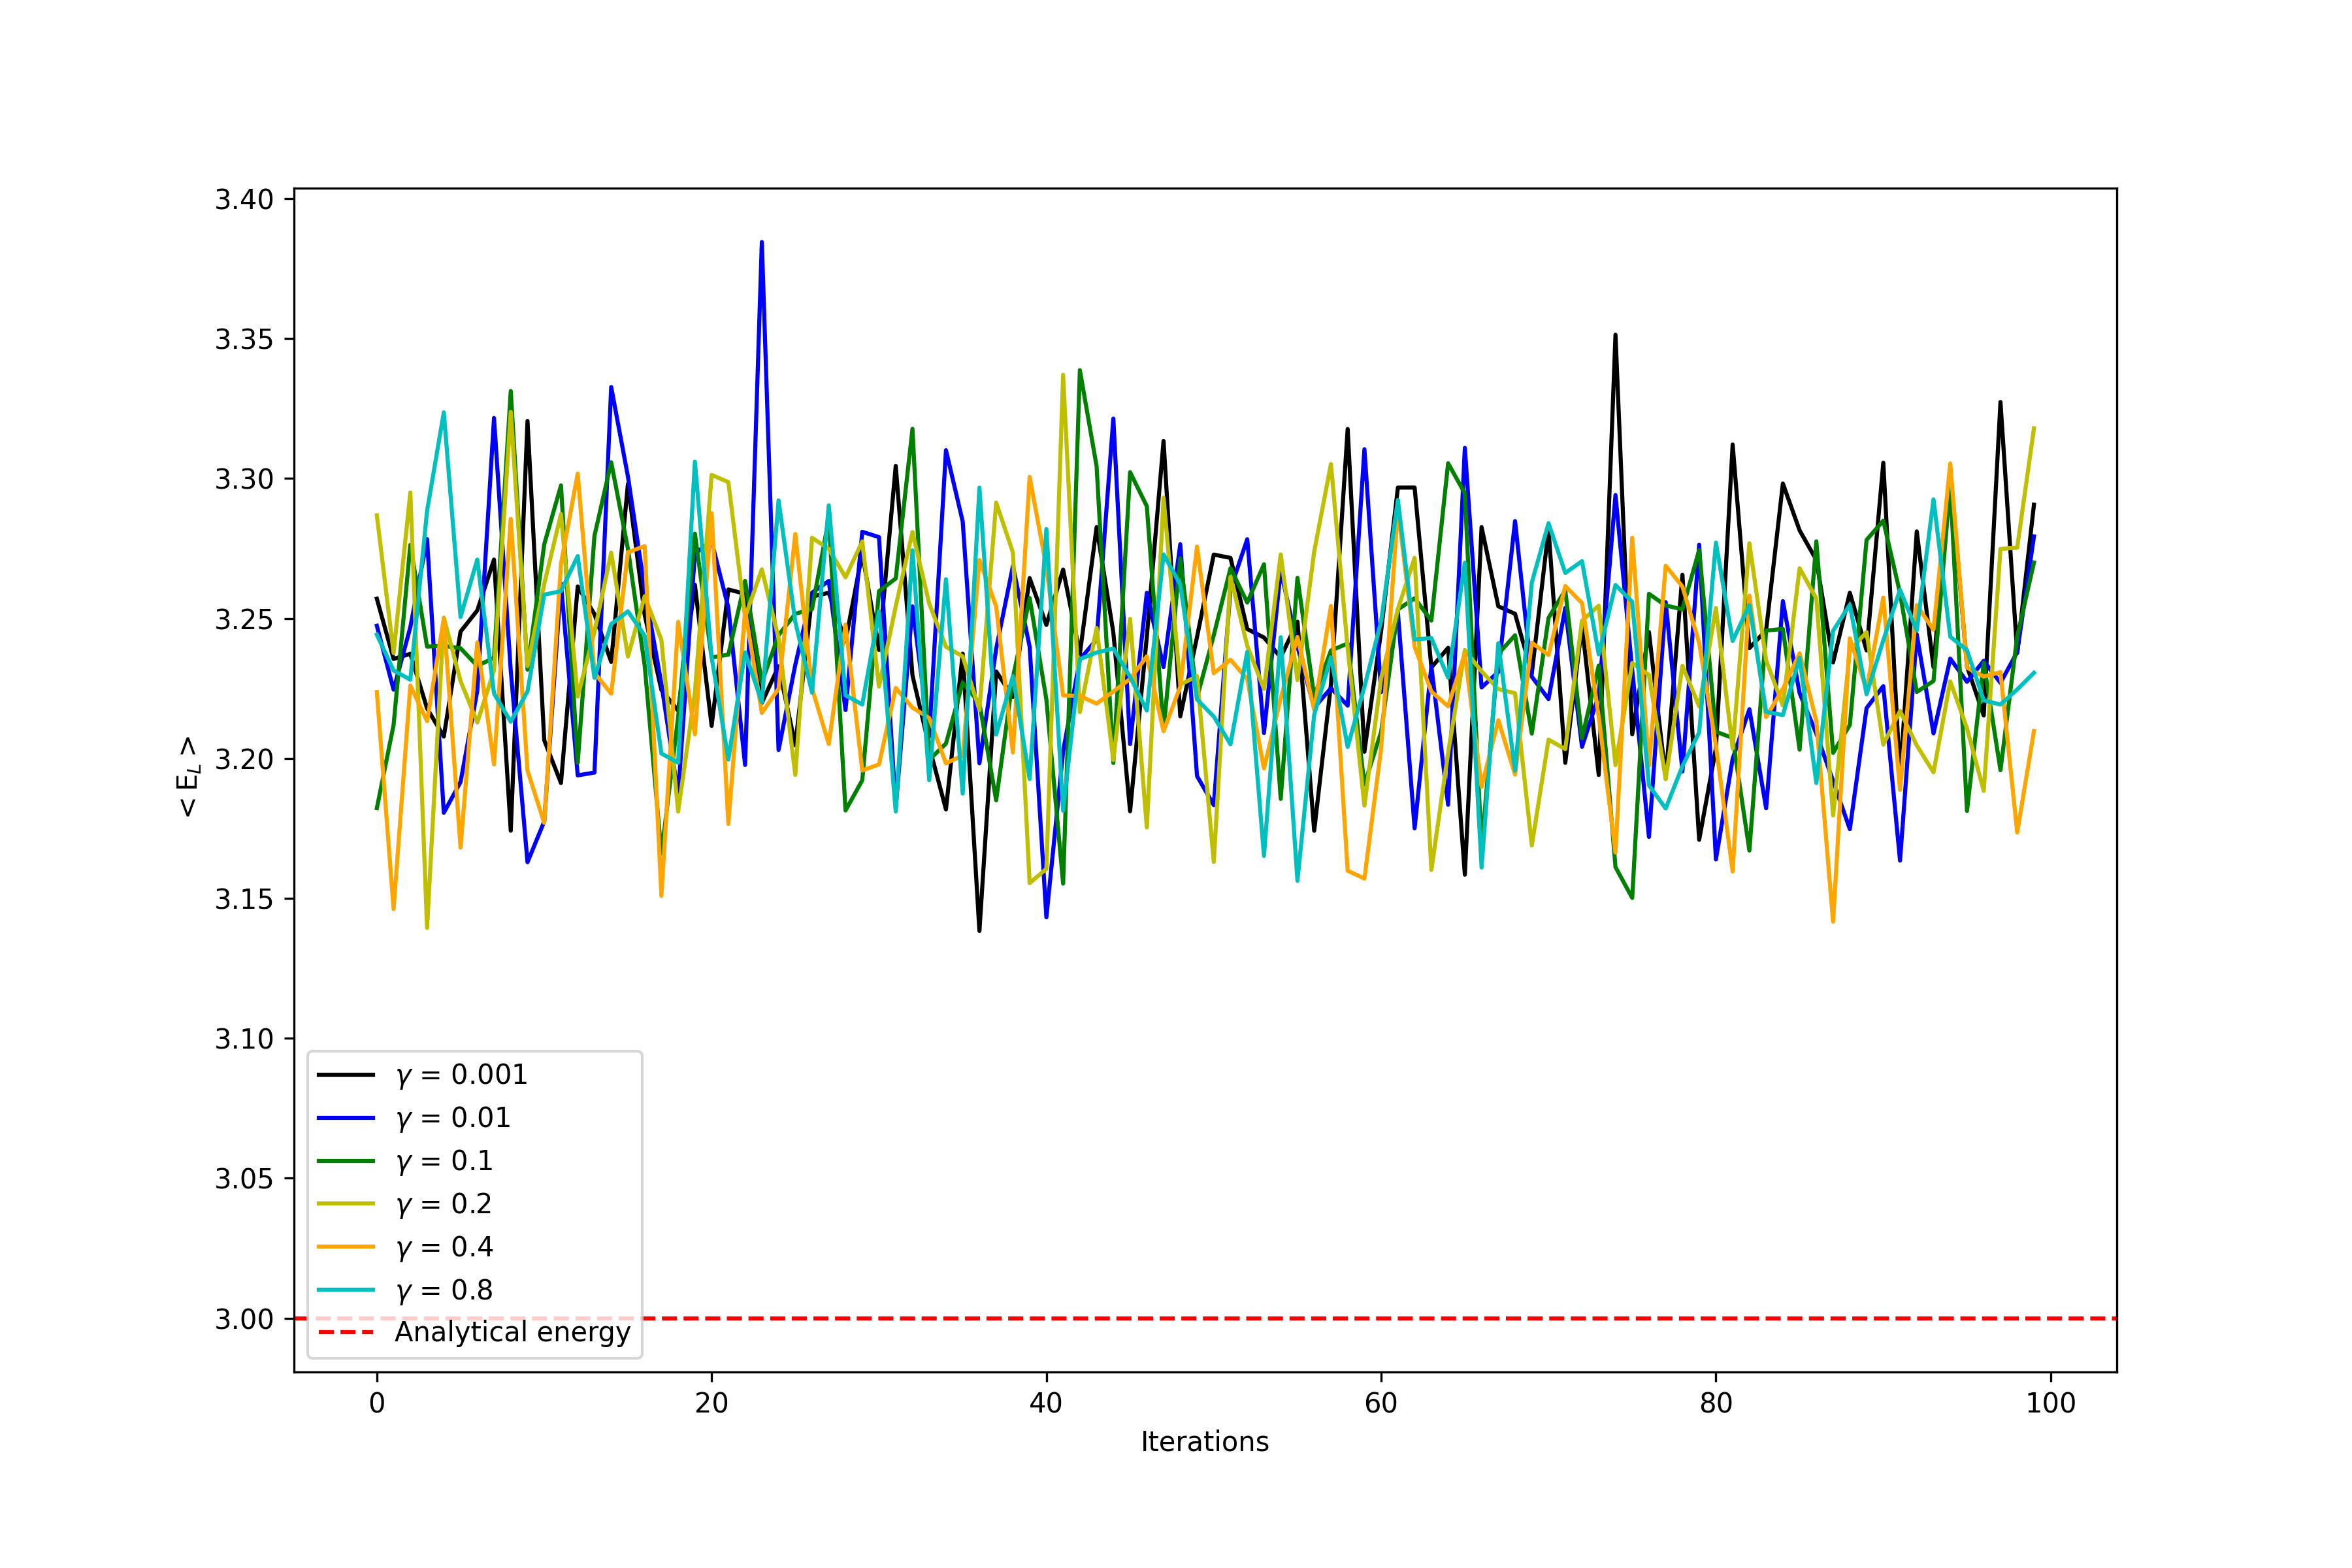 3.40
3.35
3.30
3.25
3.20
3.15
3.10
3.05
3.00
< E_L >
γ = 0.001
γ = 0.01
γ = 0.1
γ = 0.2
γ = 0.4
γ = 0.8
Analytical energy
0 20 40 60 80 100
Iterations